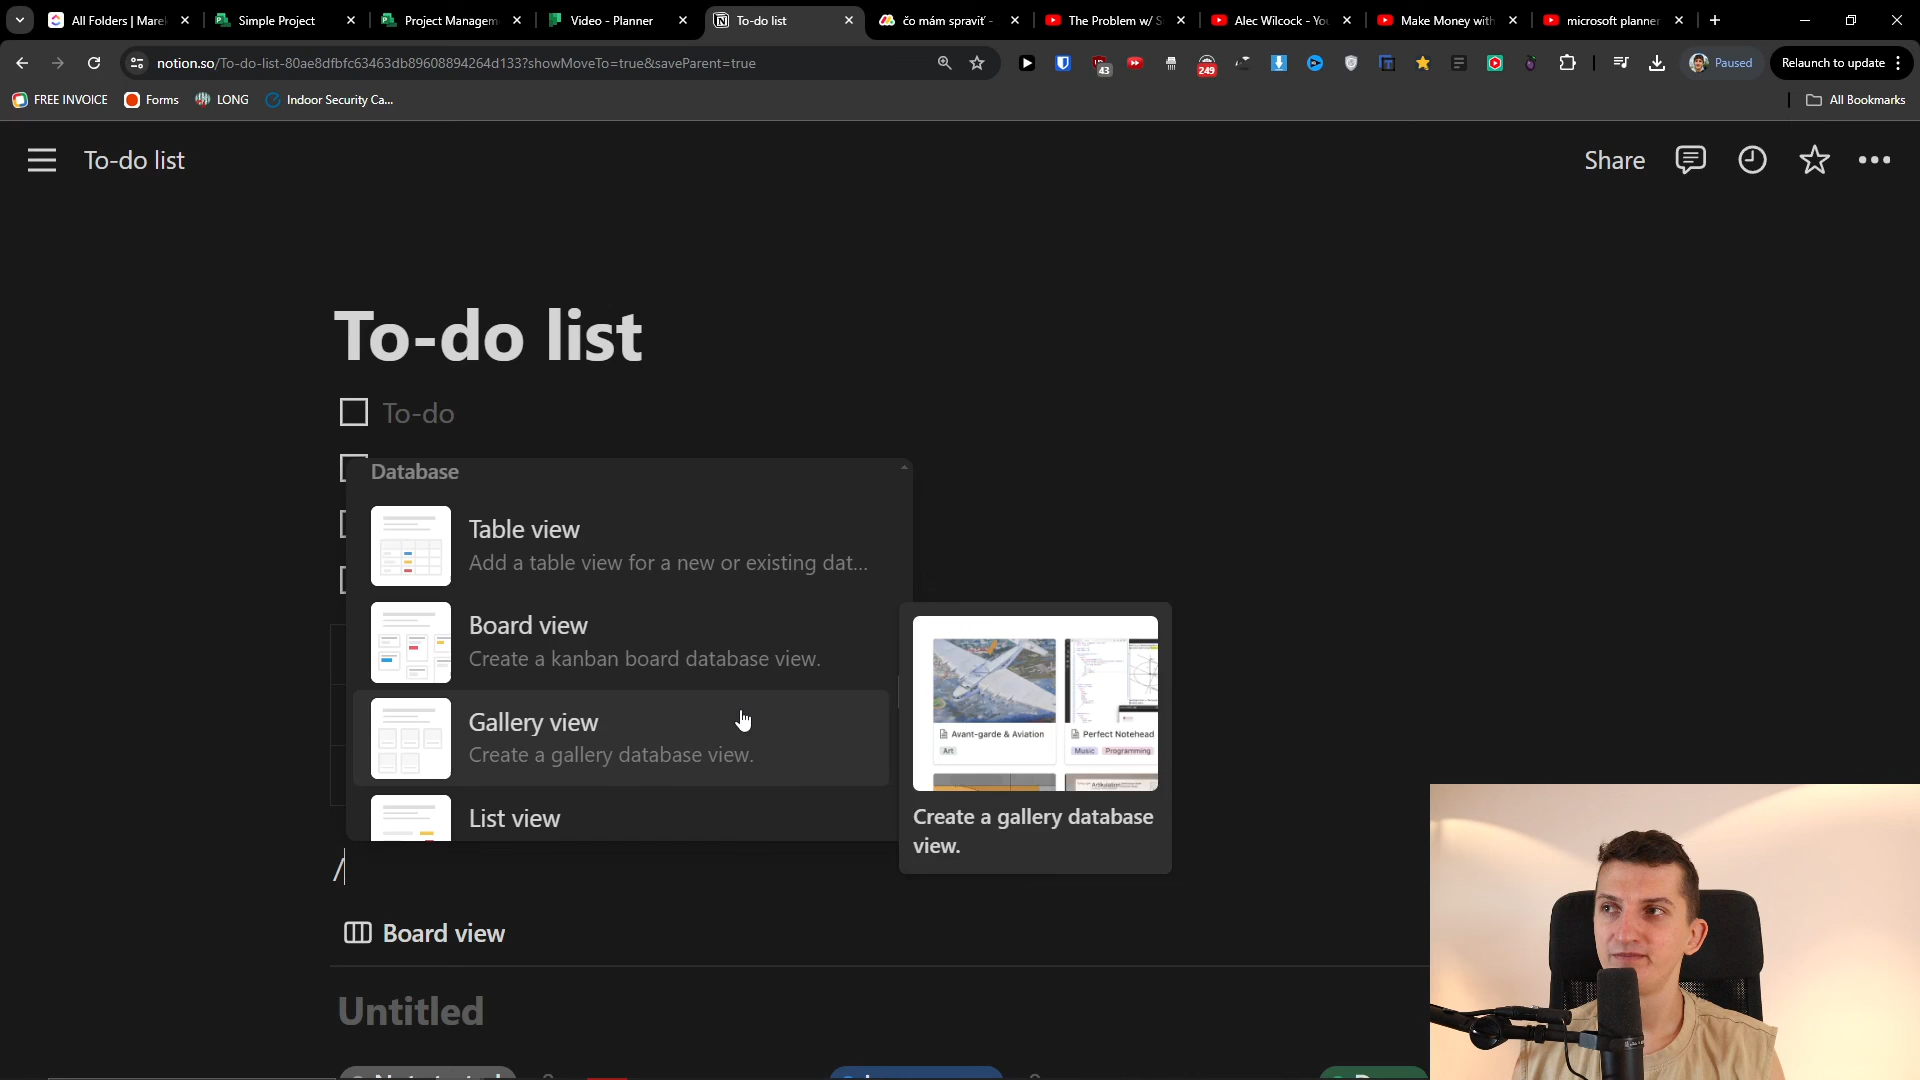 All Folders | Marek
Simple Project
Project Managem
Video - Planner
To-do list
čo mám spraviť -
The Problem w/ S
Alec Wilcock - You
Make Money with
microsoft planner
notion.so/To-do-list-80ae8dfbfc63463db89608894264d133?showMoveTo=true&saveParent=true
43
249
Paused
Relaunch to update
FREE INVOICE
Forms
LONG
Indoor Security Ca...
All Bookmarks
To-do list
Share
To-do list
To-do
Database
Table view
Add a table view for a new or existing dat...
Board view
Create a kanban board database view.
Gallery view
Create a gallery database view.
List view
Avant-garde & Aviation
Art
Perfect Notehead
Music
Programming
Create a gallery database
view.
/
Board view
Untitled